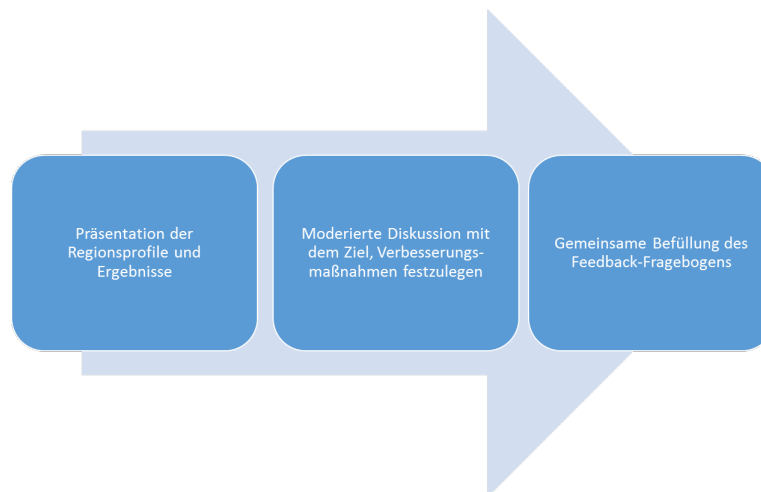 Präsentation der
Regionsprofile und
Ergebnisse
Moderierte Diskussion mit
dem Ziel, Verbesserungs-
maßnahmen festzulegen
Gemeinsame Befüllung des
Feedback-Fragebogens